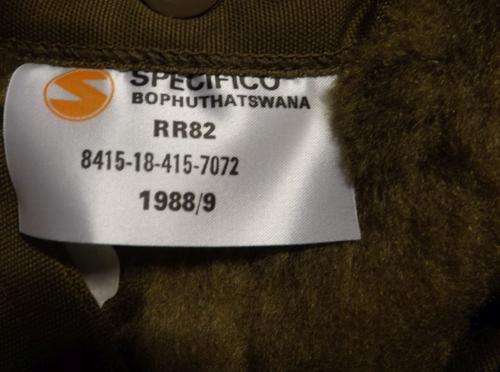 SPECIFICO
BOPHUTHATSWANA
RR82
8415-18-415-7072
1988/9